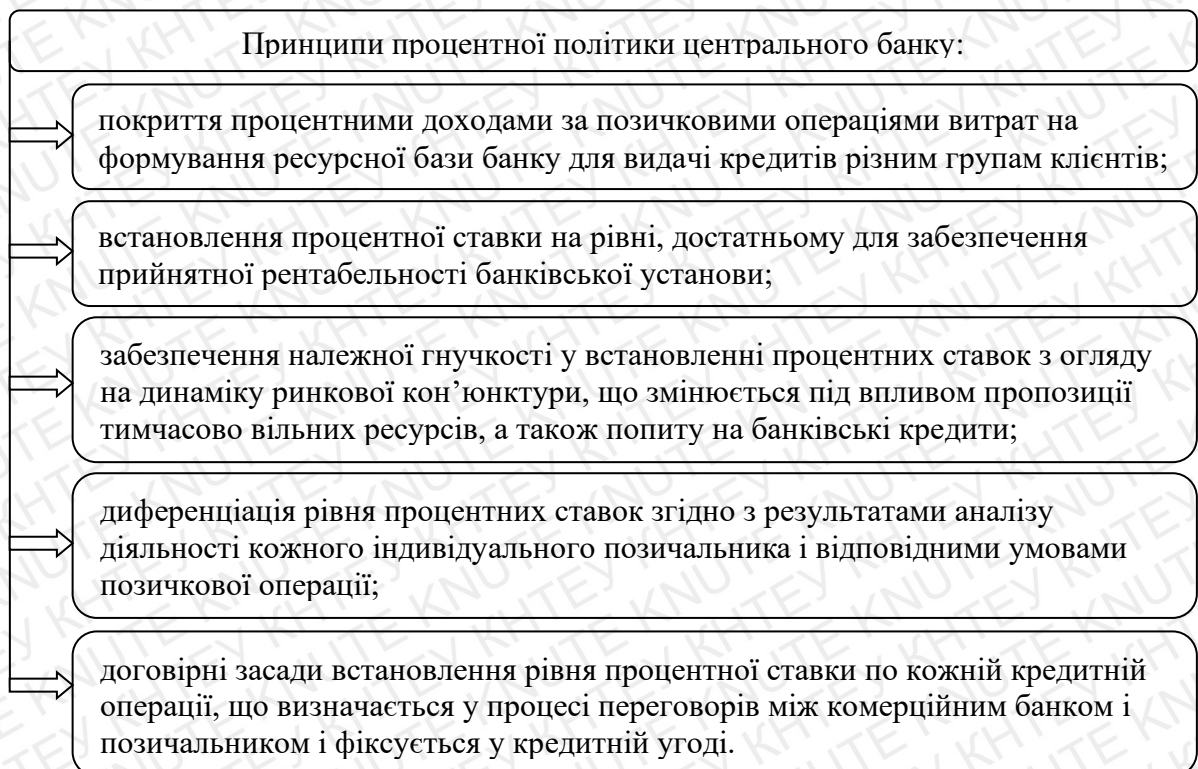 Принципи процентної політики центрального банку:
покриття процентними доходами за позичковими операціями витрат на
формування ресурсної бази банку для видачі кредитів різним групам клієнтів;
встановлення процентної ставки на рівні, достатньому для забезпечення
прийнятної рентабельності банківської установи;
забезпечення належної гнучкості у встановленні процентних ставок з огляду
на динаміку ринкової кон’юнктури, що змінюється під впливом пропозиції
тимчасово вільних ресурсів, а також попиту на банківські кредити;
диференціація рівня процентних ставок згідно з результатами аналізу
діяльності кожного індивідуального позичальника і відповідними умовами
позичкової операції;
договірні засади встановлення рівня процентної ставки по кожній кредитній
операції, що визначається у процесі переговорів між комерційним банком і
позичальником і фіксується у кредитній угоді.